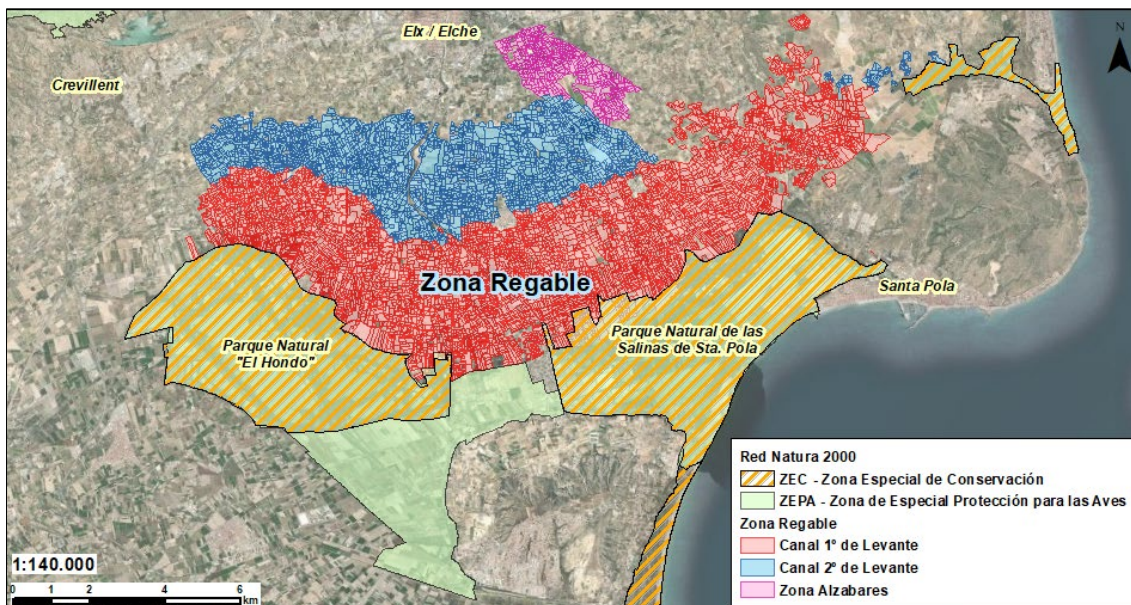 Elx / Elche
N
Crevillent
Zona Regable
Santa Pola
Parque Natural
"El Hondo"
Parque Natural de las
Salinas de Sta. Pola
Red Natura 2000
ZEC - Zona Especial de Conservación
ZEPA - Zona de Especial Protección para las Aves
Zona Regable
Canal 1º de Levante
Canal 2º de Levante
Zona Alzabares
1:140.000
0 1 2 4 6
km